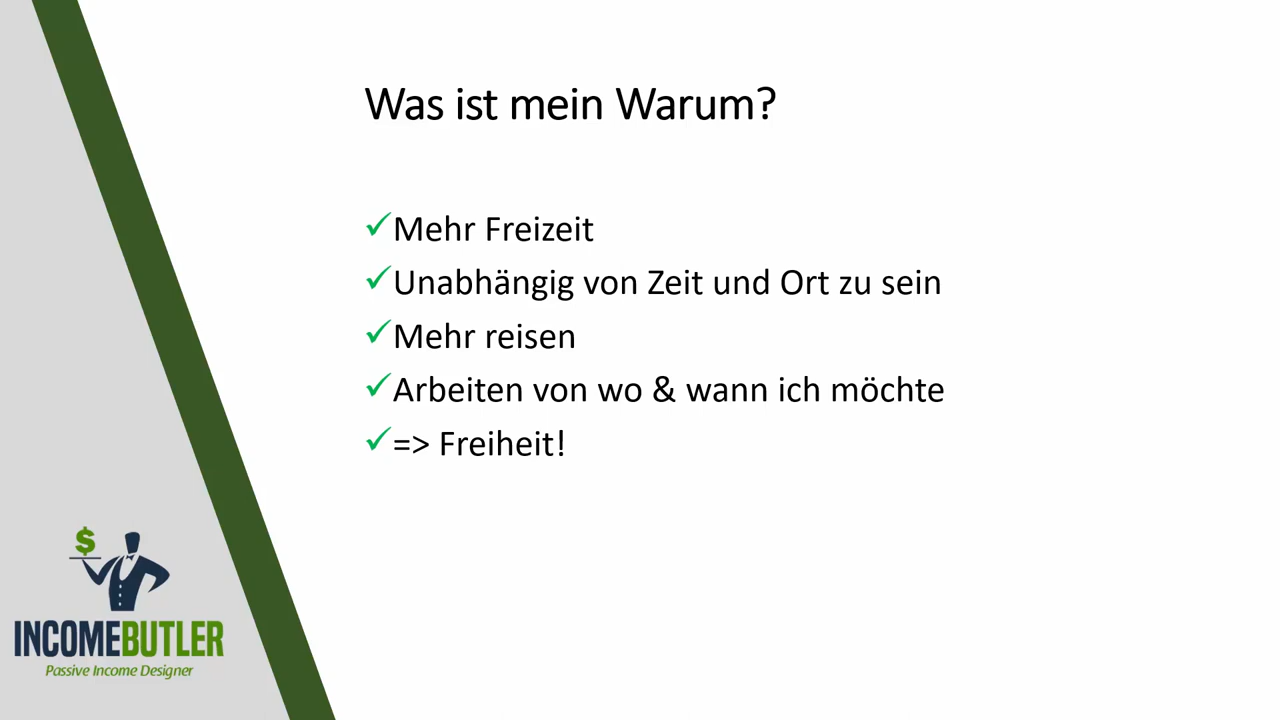 Was ist mein Warum?
Mehr Freizeit
Unabhängig von Zeit und Ort zu sein
Mehr reisen
Arbeiten von wo & wann ich möchte
=> Freiheit!
$
INCOMEBUTLER
Passive Income Designer